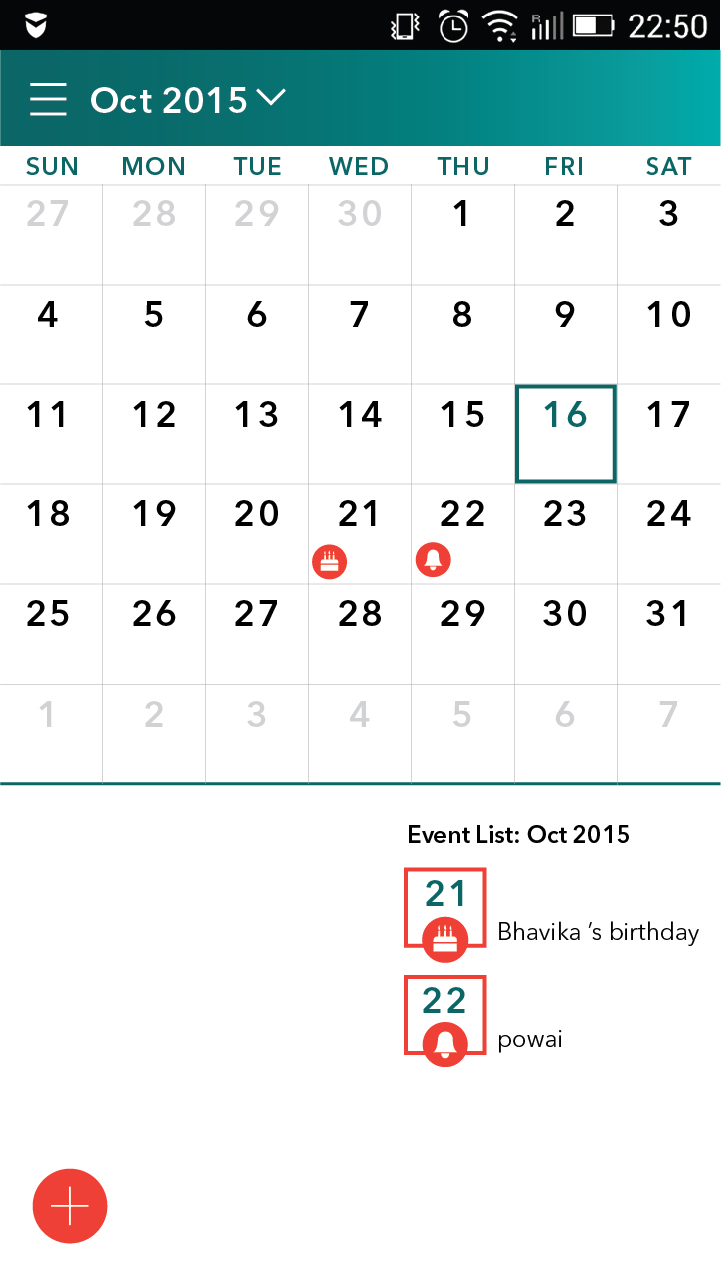 22:50
Oct 2015
SUN MON TUE WED THU FRI SAT
27 28 29 30 1 2 3
4 5 6 7 8 9 10
11 12 13 14 15 16 17
18 19 20 21 22 23 24
25 26 27 28 29 30 31
1 2 3 4 5 6 7
Event List: Oct 2015
21
Bhavika ’s birthday
22
powai